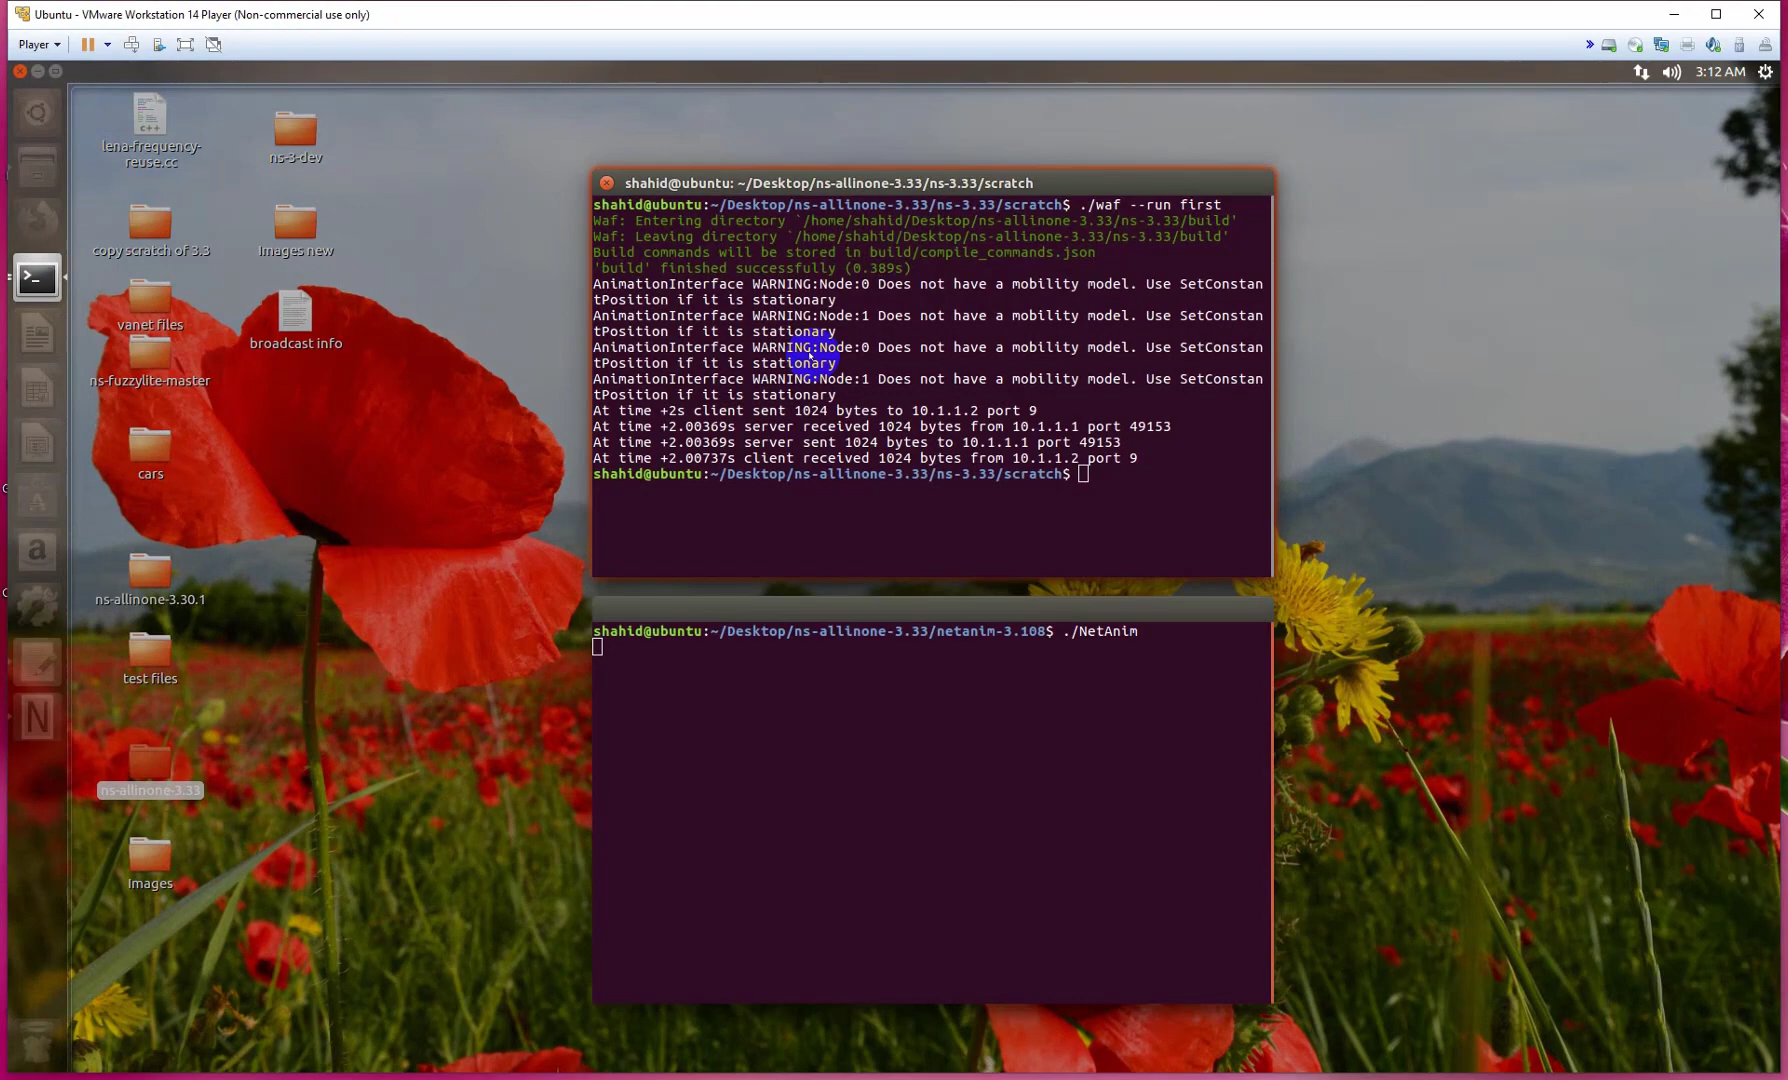 Ubuntu - VMware Workstation 14 Player (Non-commercial use only)
Player
3:12 AM
lena-frequency-
reuse.cc
c++
ns-3-dev
copy scratch of 3.3
Images new
vanet files
broadcast info
ns-fuzzylite-master
cars
ns-allinone-3.30.1
test files
ns-allinone-3.33
Images
shahid@ubuntu: ~/Desktop/ns-allinone-3.33/ns-3.33/scratch
shahid@ubuntu:~/Desktop/ns-allinone-3.33/ns-3.33/scratch$ ./waf --run first
Waf: Entering directory `/home/shahid/Desktop/ns-allinone-3.33/ns-3.33/build'
Waf: Leaving directory `/home/shahid/Desktop/ns-allinone-3.33/ns-3.33/build'
Build commands will be stored in build/compile_commands.json
'build' finished successfully (0.389s)
AnimationInterface WARNING:Node:0 Does not have a mobility model. Use SetConstan
tPosition if it is stationary
AnimationInterface WARNING:Node:1 Does not have a mobility model. Use SetConstan
tPosition if it is stationary
AnimationInterface WARNING:Node:0 Does not have a mobility model. Use SetConstan
tPosition if it is stationary
AnimationInterface WARNING:Node:1 Does not have a mobility model. Use SetConstan
tPosition if it is stationary
At time +2s client sent 1024 bytes to 10.1.1.2 port 9
At time +2.00369s server received 1024 bytes from 10.1.1.1 port 49153
At time +2.00369s server sent 1024 bytes to 10.1.1.1 port 49153
At time +2.00737s client received 1024 bytes from 10.1.1.2 port 9
shahid@ubuntu:~/Desktop/ns-allinone-3.33/ns-3.33/scratch$
shahid@ubuntu:~/Desktop/ns-allinone-3.33/netanim-3.108$ ./NetAnim